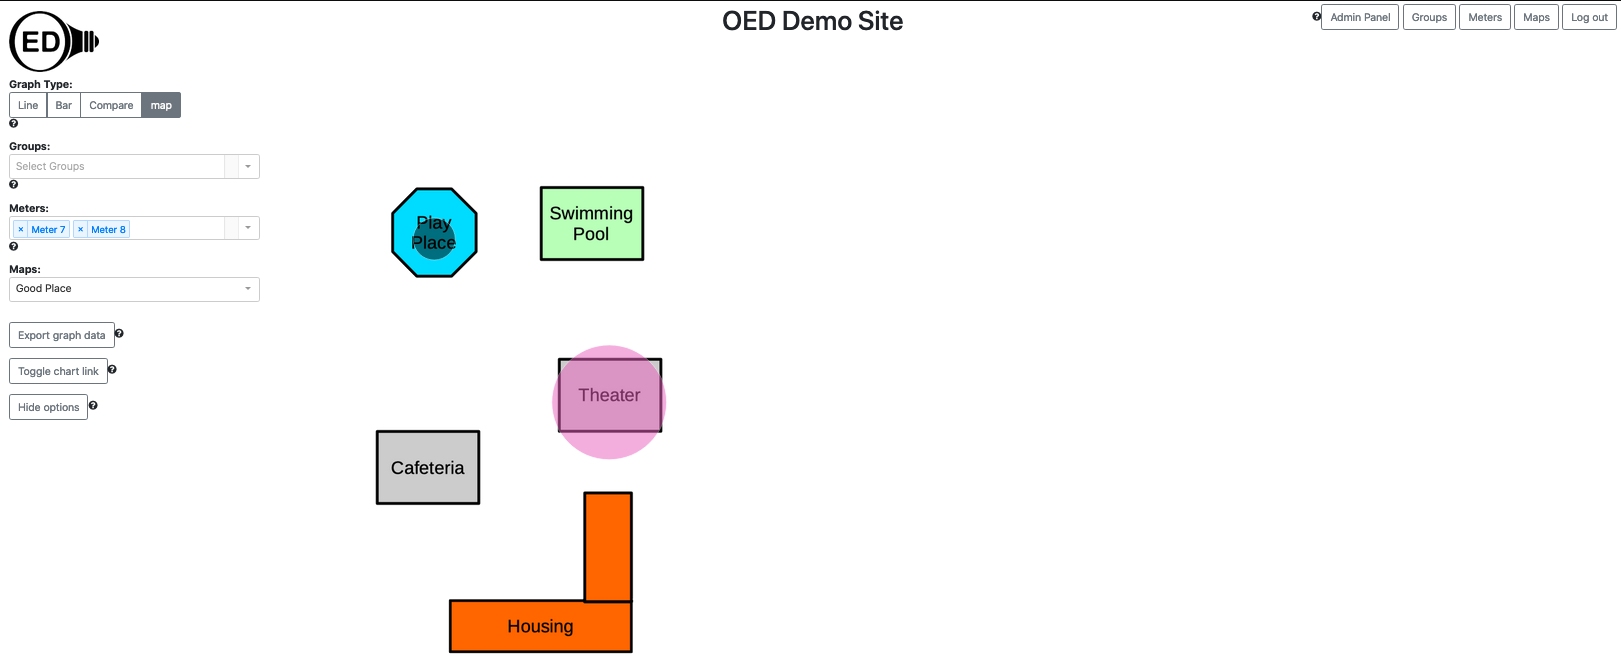 OED Demo Site
Admin Panel
Groups
Meters
Maps
Log out
ED
Graph Type:
Line
Bar
Compare
map
Groups:
Select Groups
Meters:
× Meter 7
× Meter 8
Maps:
Good Place
Export graph data
Toggle chart link
Hide options
Play
Place
Swimming
Pool
Theater
Cafeteria
Housing